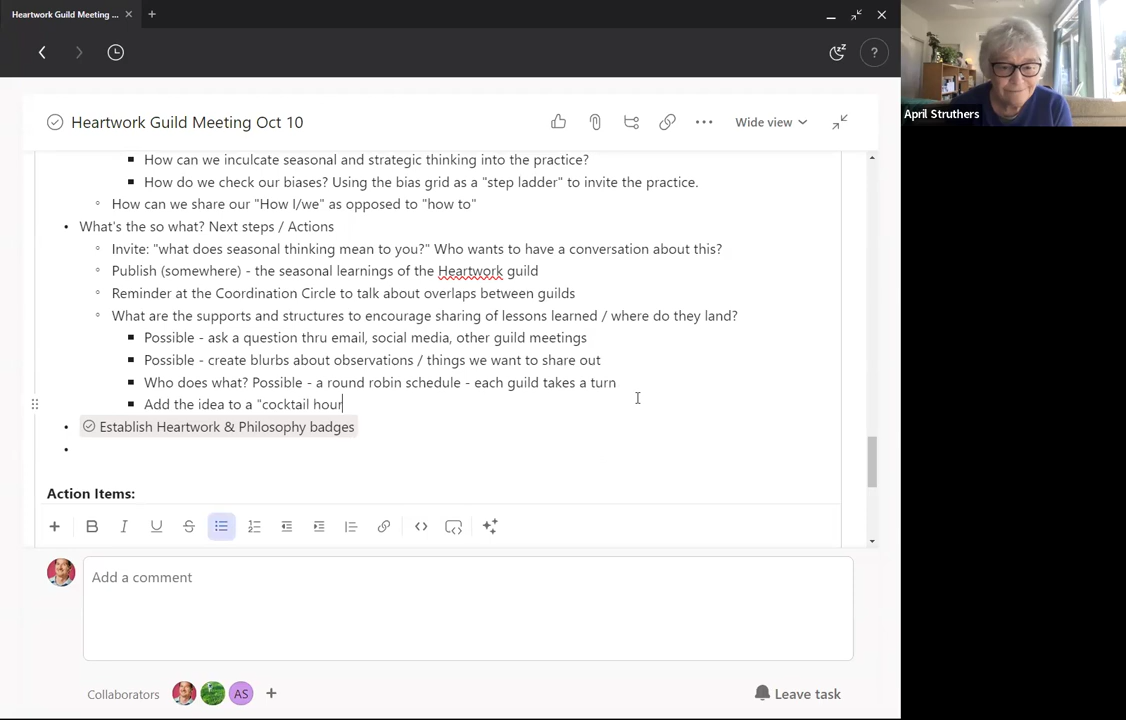 Heartwork Guild Meeting ...
Heartwork Guild Meeting Oct 10
Wide view
How can we inculcate seasonal and strategic thinking into the practice?
How do we check our biases? Using the bias grid as a "step ladder" to invite the practice.
How can we share our "How I/we" as opposed to "how to"
What's the so what? Next steps / Actions
Invite: "what does seasonal thinking mean to you?" Who wants to have a conversation about this?
Publish (somewhere) - the seasonal learnings of the Heartwork guild
Reminder at the Coordination Circle to talk about overlaps between guilds
What are the supports and structures to encourage sharing of lessons learned / where do they land?
Possible - ask a question thru email, social media, other guild meetings
Possible - create blurbs about observations / things we want to share out
Who does what? Possible - a round robin schedule - each guild takes a turn
Add the idea to a "cocktail hour
Establish Heartwork & Philosophy badges
Action Items:
Add a comment
Collaborators
AS
Leave task
April Struthers